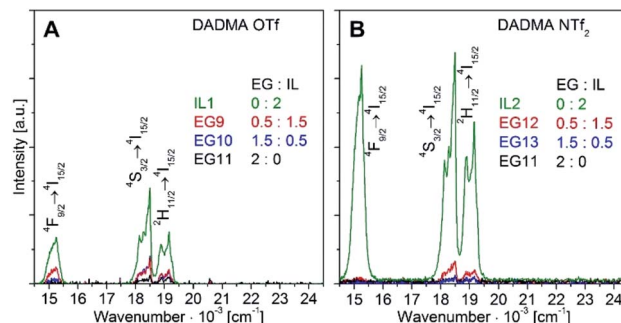 A
DADMA OTf
EG : IL
IL1 0 : 2
EG9 0.5 : 1.5
EG10 1.5 : 0.5
EG11 2 : 0
⁴F₉/₂→⁴I₁₅/₂
⁴S₃/₂→⁴I₁₅/₂
²H₁₁/₂→⁴I₁₅/₂
Intensity [a.u.]
15 16 17 18 19 20 21 22 23 24
Wavenumber · 10⁻³ [cm⁻¹]
B
DADMA NTf₂
EG : IL
IL2 0 : 2
EG12 0.5 : 1.5
EG13 1.5 : 0.5
EG11 2 : 0
⁴F₉/₂→⁴I₁₅/₂
⁴S₃/₂→⁴I₁₅/₂
²H₁₁/₂→⁴I₁₅/₂
15 16 17 18 19 20 21 22 23 24
Wavenumber · 10⁻³ [cm⁻¹]